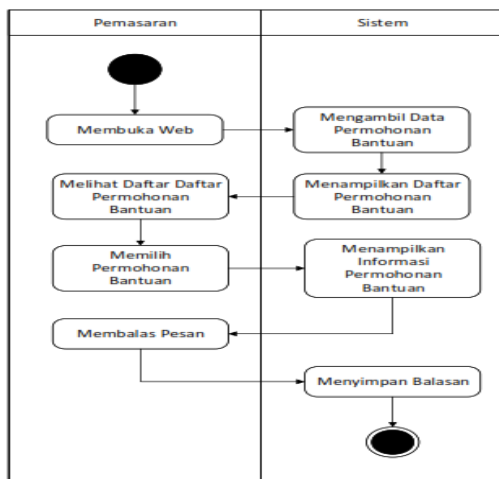 Pemasaran
Sistem
Membuka Web
Mengambil Data
Permohonan
Bantuan
Melihat Daftar Daftar
Permohonan
Bantuan
Menampilkan Daftar
Permohonan
Bantuan
Memilih
Permohonan
Bantuan
Menampilkan
Informasi
Permohonan
Bantuan
Membalas Pesan
Menyimpan Balasan